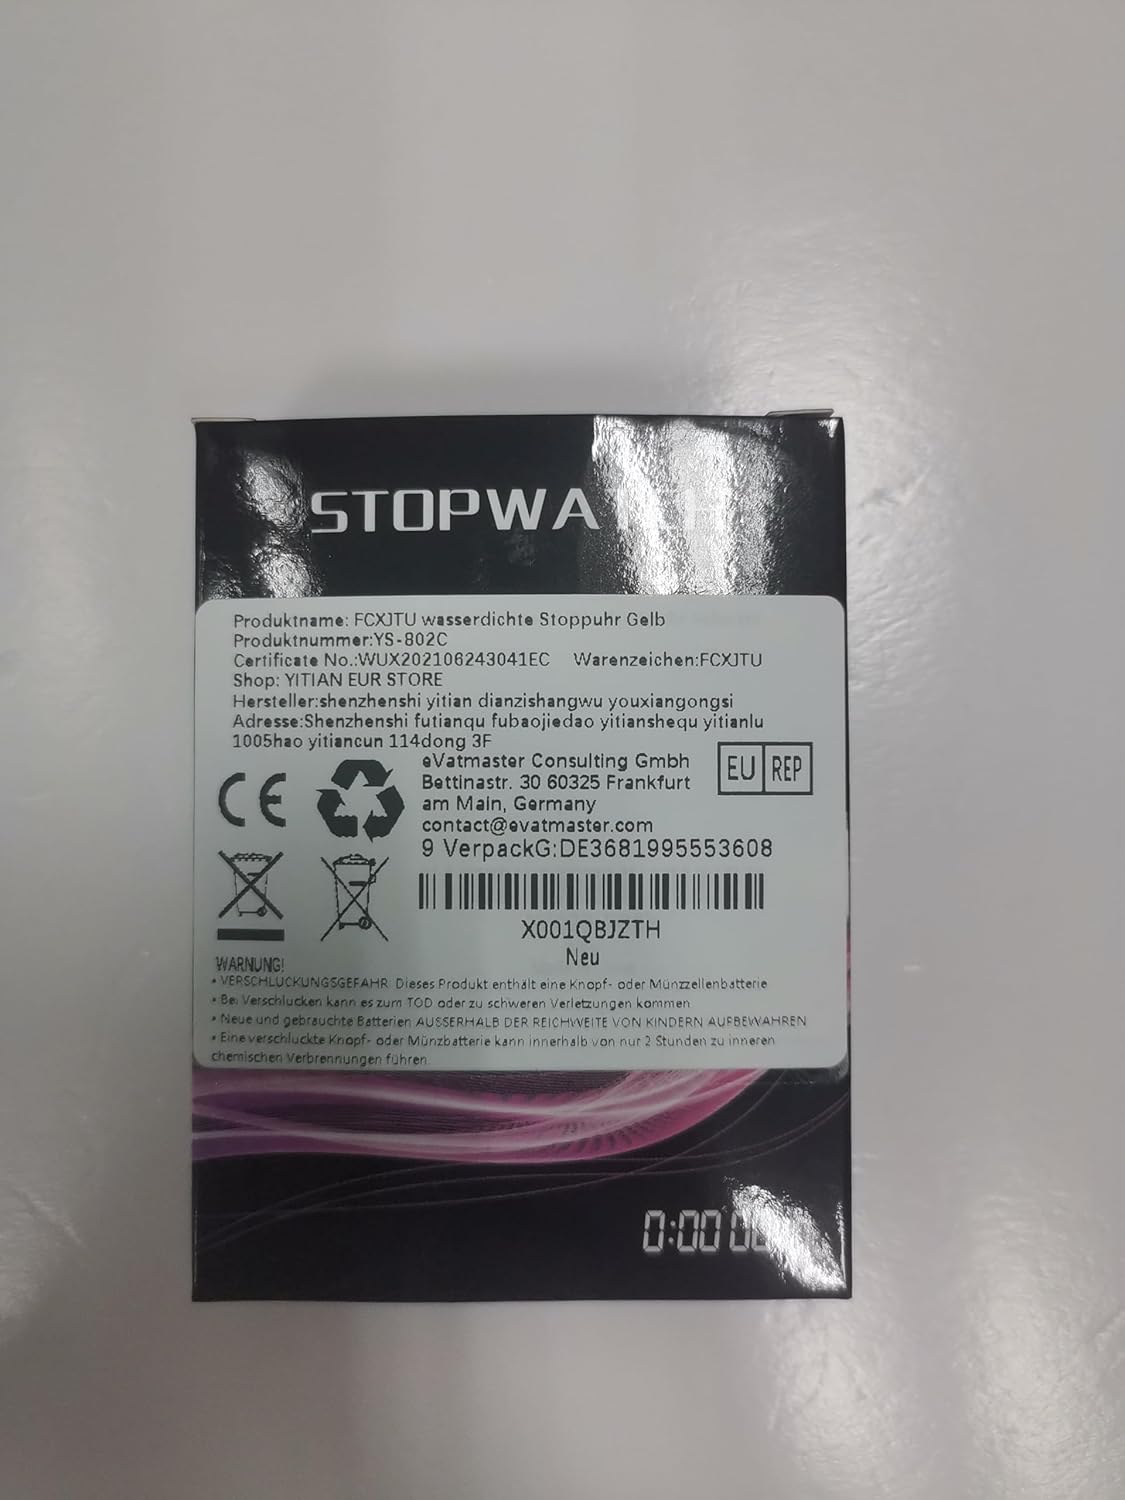 STOPWATCH
Produktname: FCXJTU wasserdichte Stoppuhr Gelb
Produktnummer:YS-802C
Certificate No.:WUX202106243041EC Warenzeichen:FCXJTU
Shop: YITIAN EUR STORE
Hersteller:shenzhenshi yitian dianzishangwu youxiangongsi
Adresse:Shenzhenshi futianqu fubaojiedao yitianshequ yitianlu
1005hao yitiancun 114dong 3F
eVatmaster Consulting Gmbh
Bettinastr. 30 60325 Frankfurt
am Main, Germany
contact@evatmaster.com
EU REP
CE
9 VerpackG:DE3681995553608
X001QBJZTH
Neu
WARNUNG!
• VERSCHLUCKUNGSGEFAHR. Dieses Produkt enthält eine Knopf- oder Münzzellenbatterie
• Bei Verschlucken kann es zum TOD oder zu schweren Verletzungen kommen
• Neue und gebrauchte Batterien AUSSERHALB DER REICHWEITE VON KINDERN AUFBEWAHREN
• Eine verschluckte Knopf- oder Münzbatterie kann innerhalb von nur 2 Stunden zu inneren
chemischen Verbrennungen führen.
0:00 00